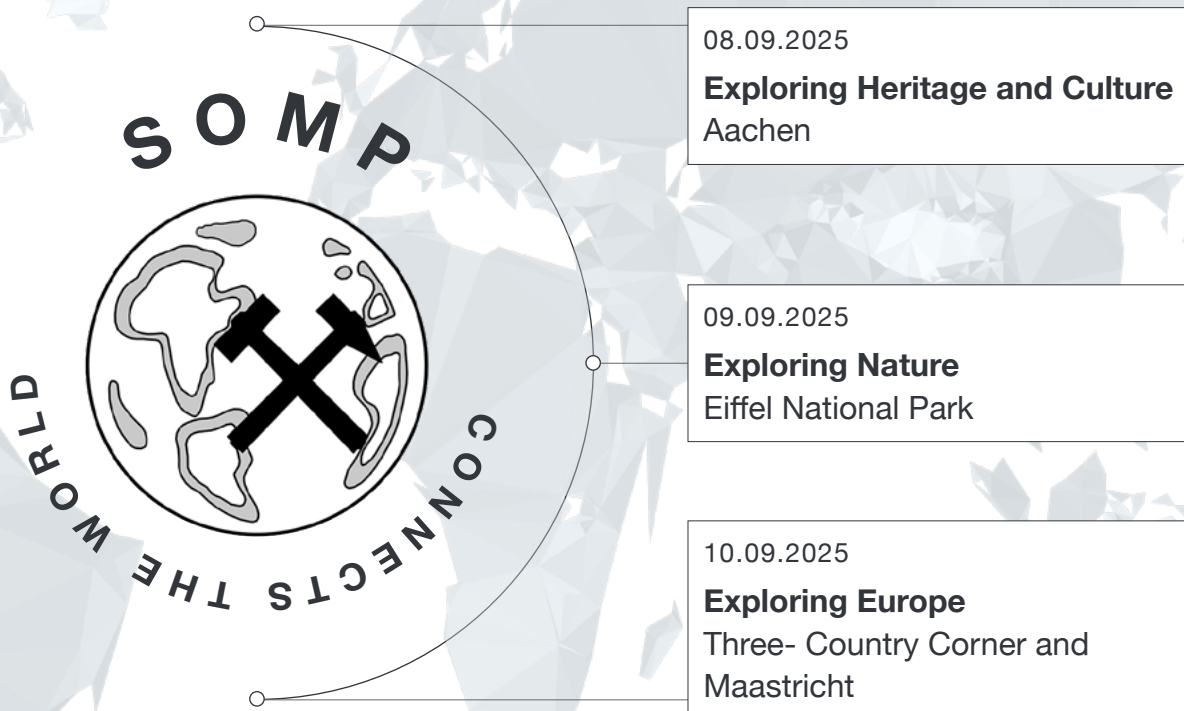 SOMP
CONNECTS THE WORLD
08.09.2025
Exploring Heritage and Culture
Aachen
09.09.2025
Exploring Nature
Eiffel National Park
10.09.2025
Exploring Europe
Three- Country Corner and
Maastricht